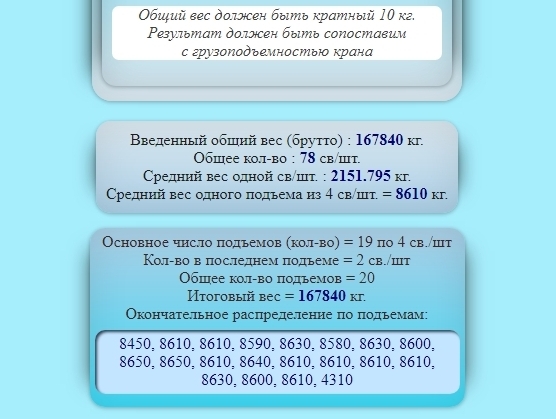 Общий вес должен быть кратный 10 кг.
Результат должен быть сопоставим
с грузоподъемностью крана
Введенный общий вес (брутто) : 167840 кг.
Общее кол-во : 78 св/шт.
Средний вес одной св/шт. : 2151.795 кг.
Средний вес одного подъема из 4 св/шт. = 8610 кг.
Основное число подъемов (кол-во) = 19 по 4 св./шт
Кол-во в последнем подъеме = 2 св./шт
Общее кол-во подъемов = 20
Итоговый вес = 167840 кг.
Окончательное распределение по подъемам:
8450, 8610, 8610, 8590, 8630, 8580, 8630, 8600,
8650, 8650, 8610, 8640, 8610, 8610, 8610, 8610,
8630, 8600, 8610, 4310